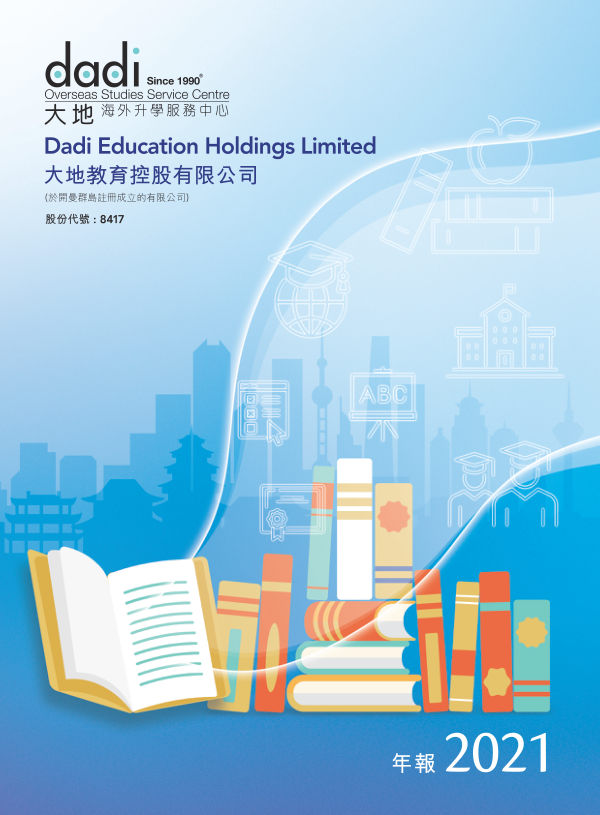 dadi Since 1990®
Overseas Studies Service Centre
大地 海外升學服務中心
Dadi Education Holdings Limited
大地教育控股有限公司
(於開曼群島註冊成立的有限公司)
股份代號 : 8417
ABC
年報 2021